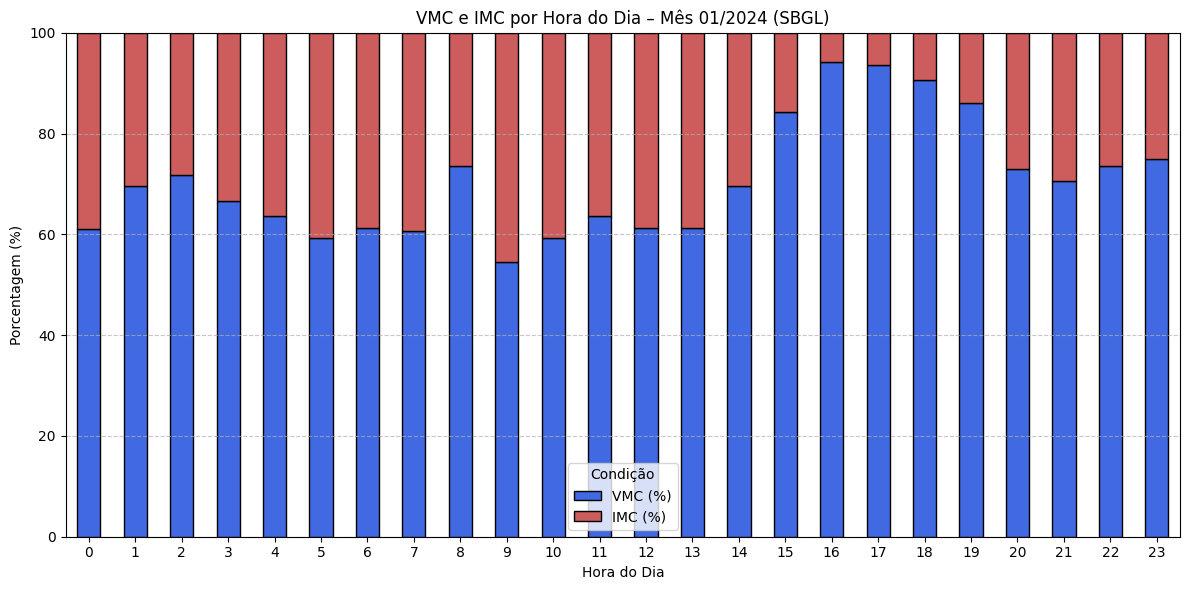 VMC e IMC por Hora do Dia – Mês 01/2024 (SBGL)
Porcentagem (%)
100
80
60
40
20
0
Condição
VMC (%)
IMC (%)
0 1 2 3 4 5 6 7 8 9 10 11 12 13 14 15 16 17 18 19 20 21 22 23
Hora do Dia